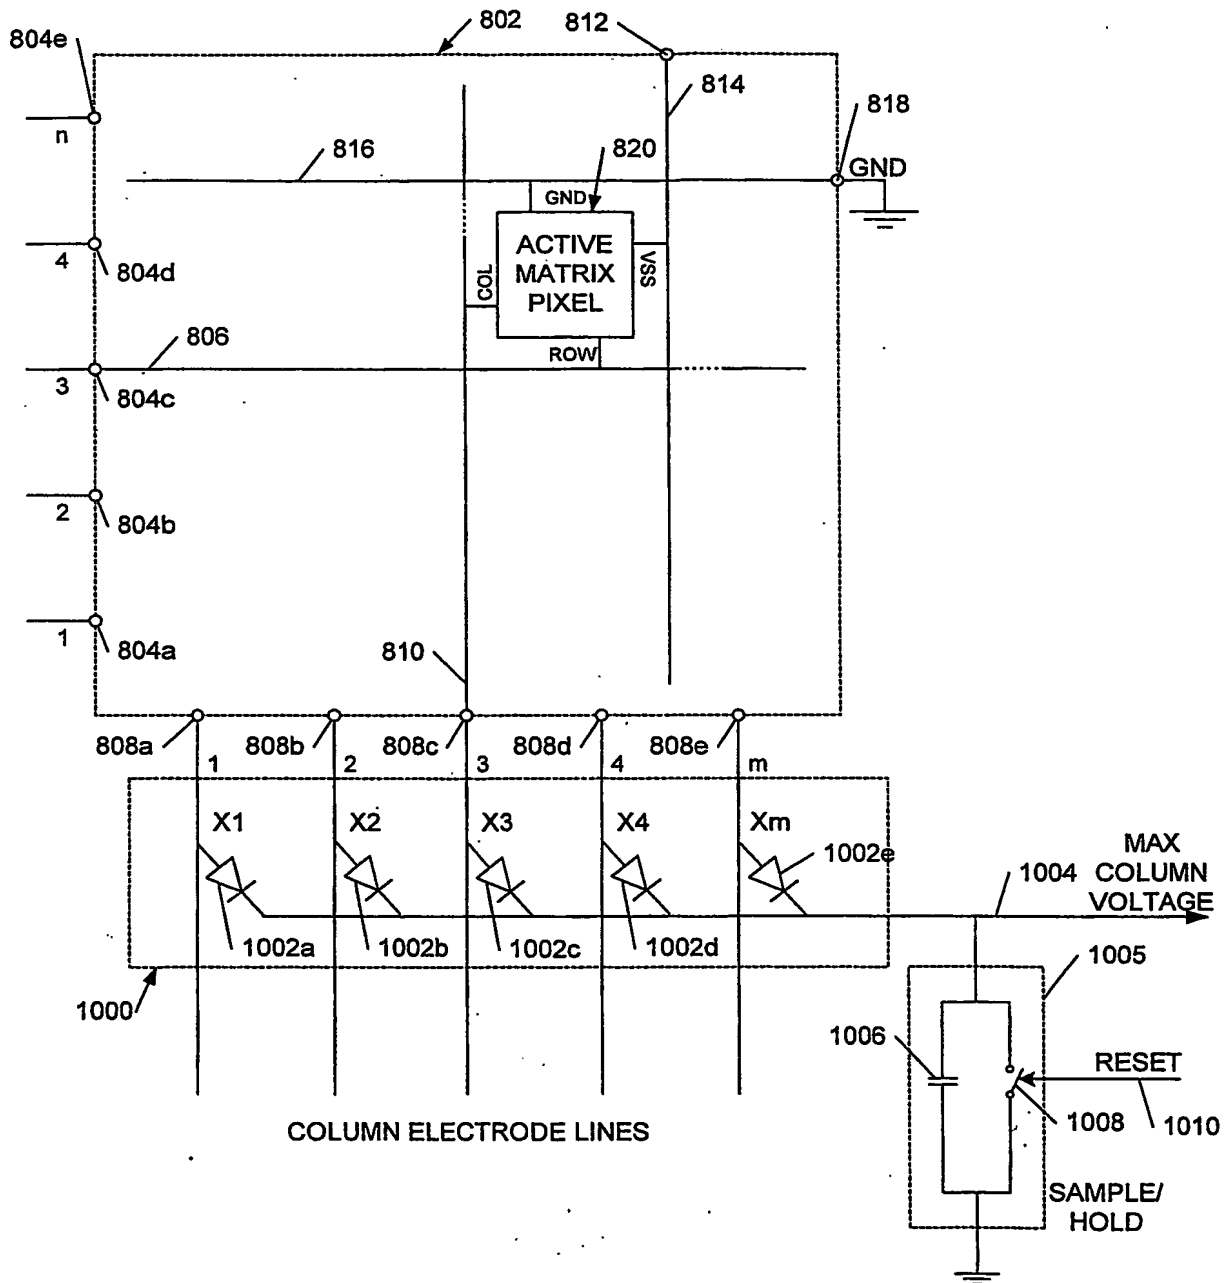 802
812
804e
814
818
n
816
820
GND
GND
4
804d
COL
ACTIVE
MATRIX
PIXEL
VSS
806
ROW
3
804c
2
804b
1
804a
810
808a
808b
808c
808d
808e
1
2
3
4
m
X1
X2
X3
X4
Xm
1002e
1004
MAX
COLUMN
VOLTAGE
1002a
1002b
1002c
1002d
1005
1000
1006
RESET
1008
1010
COLUMN ELECTRODE LINES
SAMPLE/
HOLD